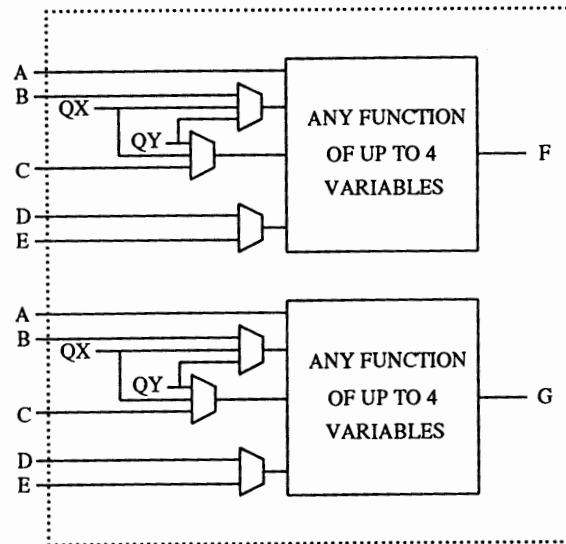 A
B
QX
QY
C
D
E
ANY FUNCTION
OF UP TO 4
VARIABLES
F
A
B
QX
QY
C
D
E
ANY FUNCTION
OF UP TO 4
VARIABLES
G